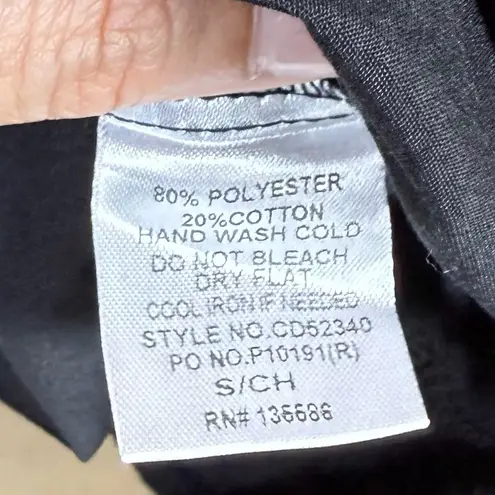 80% POLYESTER
20%COTTON
HAND WASH COLD
DO NOT BLEACH
DRY FLAT
COOL IRON IF NEEDED
STYLE NO.CD52340
PO NO.P10191(R)
S/CH
RN#